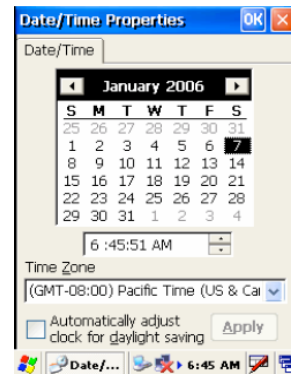 Date/Time Properties OK
Date/Time
January 2006
S M T W T F S
25 26 27 28 29 30 31
1 2 3 4 5 6 7
8 9 10 11 12 13 14
15 16 17 18 19 20 21
22 23 24 25 26 27 28
29 30 31 1 2 3 4
6 :45:51 AM
Time Zone
(GMT-08:00) Pacific Time (US & Ca
Automatically adjust
clock for daylight saving
Apply
Date/... 6:45 AM